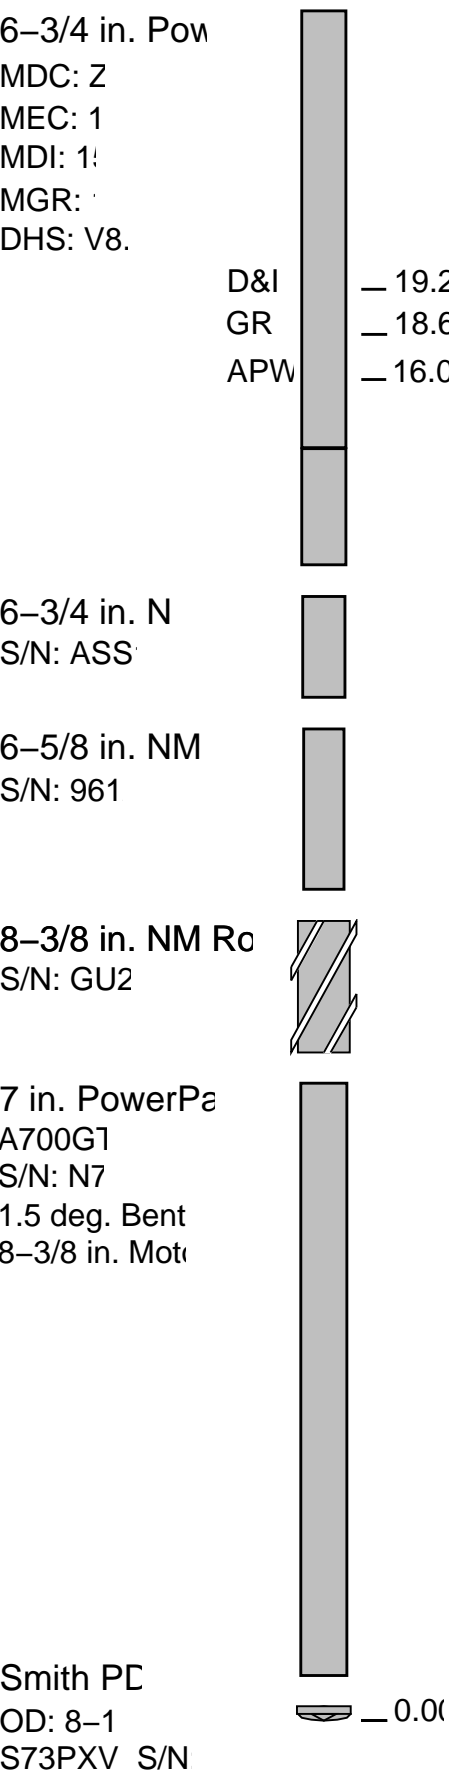 6–3/4 in. Pow
MDC: Z
MEC: 1
MDI: 1
MGR:
DHS: V8.
D&I 19.2
GR 18.6
APW 16.0
6–3/4 in. N
S/N: ASS
6–5/8 in. NM
S/N: 961
8–3/8 in. NM Ro
S/N: GU2
7 in. PowerPa
A700GT
S/N: N7
1.5 deg. Bent
8–3/8 in. Moto
Smith PD
OD: 8–1
0.00
S73PXV S/N